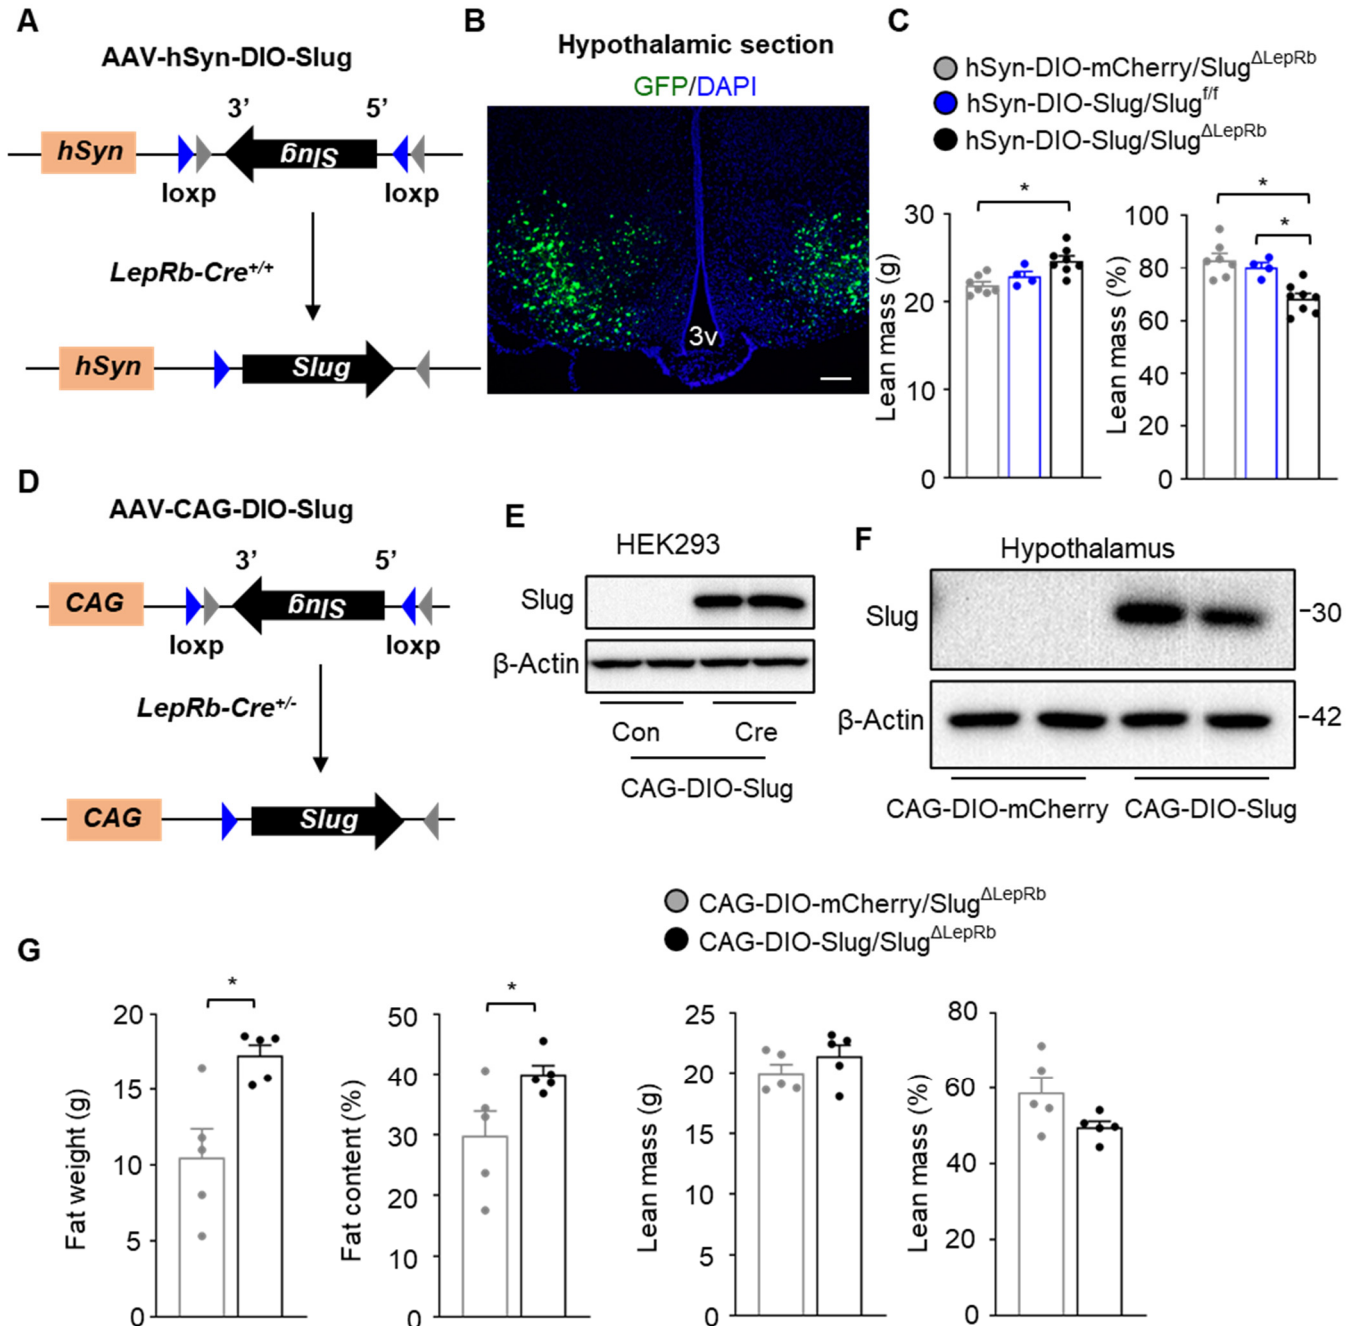 A
AAV-hSyn-DIO-Slug
3’ 5’
hSyn
Slug
loxp loxp
LepRb-Cre+/+
hSyn
Slug
B
Hypothalamic section
GFP/DAPI
3v
C
hSyn-DIO-mCherry/SlugΔLepRb
hSyn-DIO-Slug/Slugf/f
hSyn-DIO-Slug/SlugΔLepRb
Lean mass (g)
30
20
10
0
*
Lean mass (%)
100
80
60
40
20
0
*
*
D
AAV-CAG-DIO-Slug
3’ 5’
CAG
Slug
loxp loxp
LepRb-Cre+/-
CAG
Slug
E
HEK293
Slug
β-Actin
Con Cre
CAG-DIO-Slug
F
Hypothalamus
Slug
-30
β-Actin
-42
CAG-DIO-mCherry CAG-DIO-Slug
CAG-DIO-mCherry/SlugΔLepRb
CAG-DIO-Slug/SlugΔLepRb
G
Fat weight (g)
20
15
10
5
0
*
Fat content (%)
50
40
30
20
10
0
*
Lean mass (g)
25
20
15
10
5
0
Lean mass (%)
80
60
40
20
0